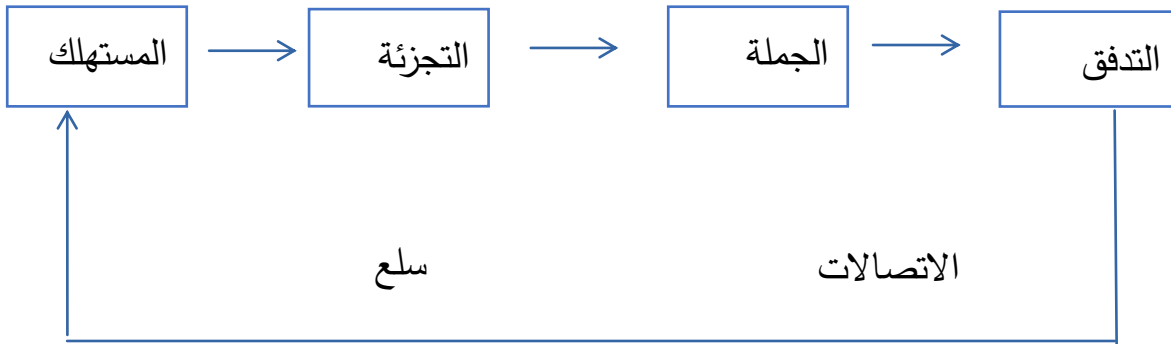 التدفق
الجملة
التجزئة
المستهلك
الاتصالات
سلع